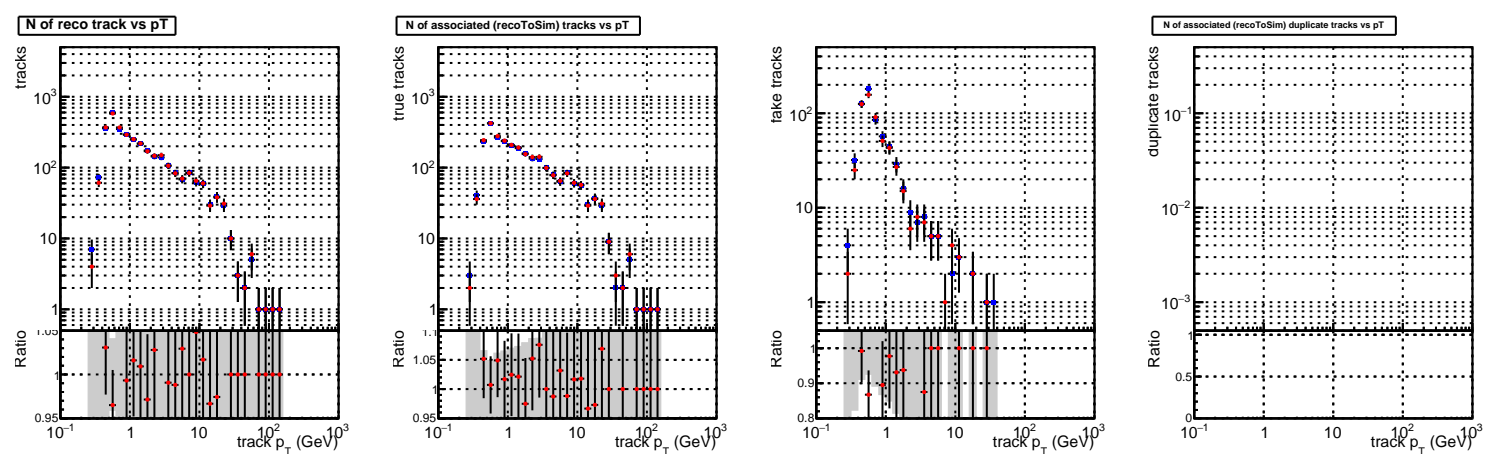 N of reco track vs pT
tracks
10³
10²
10
1
Ratio
1.05
1
0.95
10⁻¹ 1 10 10² 10³
track p_T (GeV)
N of associated (recoToSim) tracks vs pT
true tracks
10³
10²
10
1
Ratio
1.1
1.05
1
0.95
10⁻¹ 1 10 10² 10³
track p_T (GeV)
fake tracks
10²
10
1
Ratio
1
0.9
0.8
10⁻¹ 1 10 10² 10³
track p_T (GeV)
N of associated (recoToSim) duplicate tracks vs pT
duplicate tracks
10⁻¹
10⁻²
10⁻³
Ratio
1
0.5
0
10⁻¹ 1 10 10² 10³
track p_T (GeV)